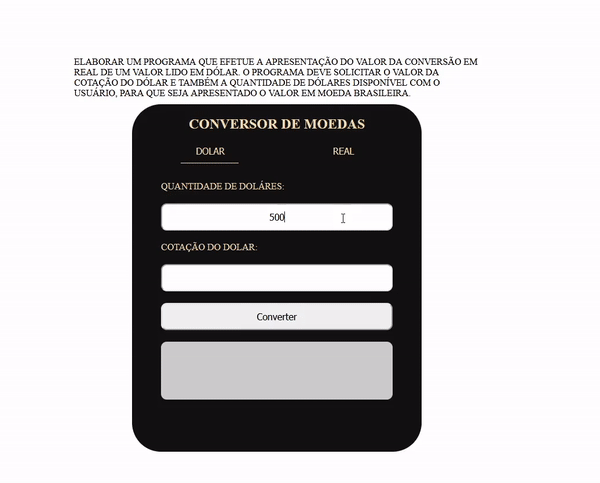 ELABORAR UM PROGRAMA QUE EFETUE A APRESENTAÇÃO DO VALOR DA CONVERSÃO EM
REAL DE UM VALOR LIDO EM DÓLAR. O PROGRAMA DEVE SOLICITAR O VALOR DA
COTAÇÃO DO DÓLAR E TAMBÉM A QUANTIDADE DE DÓLARES DISPONÍVEL COM O
USUÁRIO, PARA QUE SEJA APRESENTADO O VALOR EM MOEDA BRASILEIRA.
CONVERSOR DE MOEDAS
DOLAR REAL
QUANTIDADE DE DOLÁRES:
500
COTAÇÃO DO DOLAR:
Converter